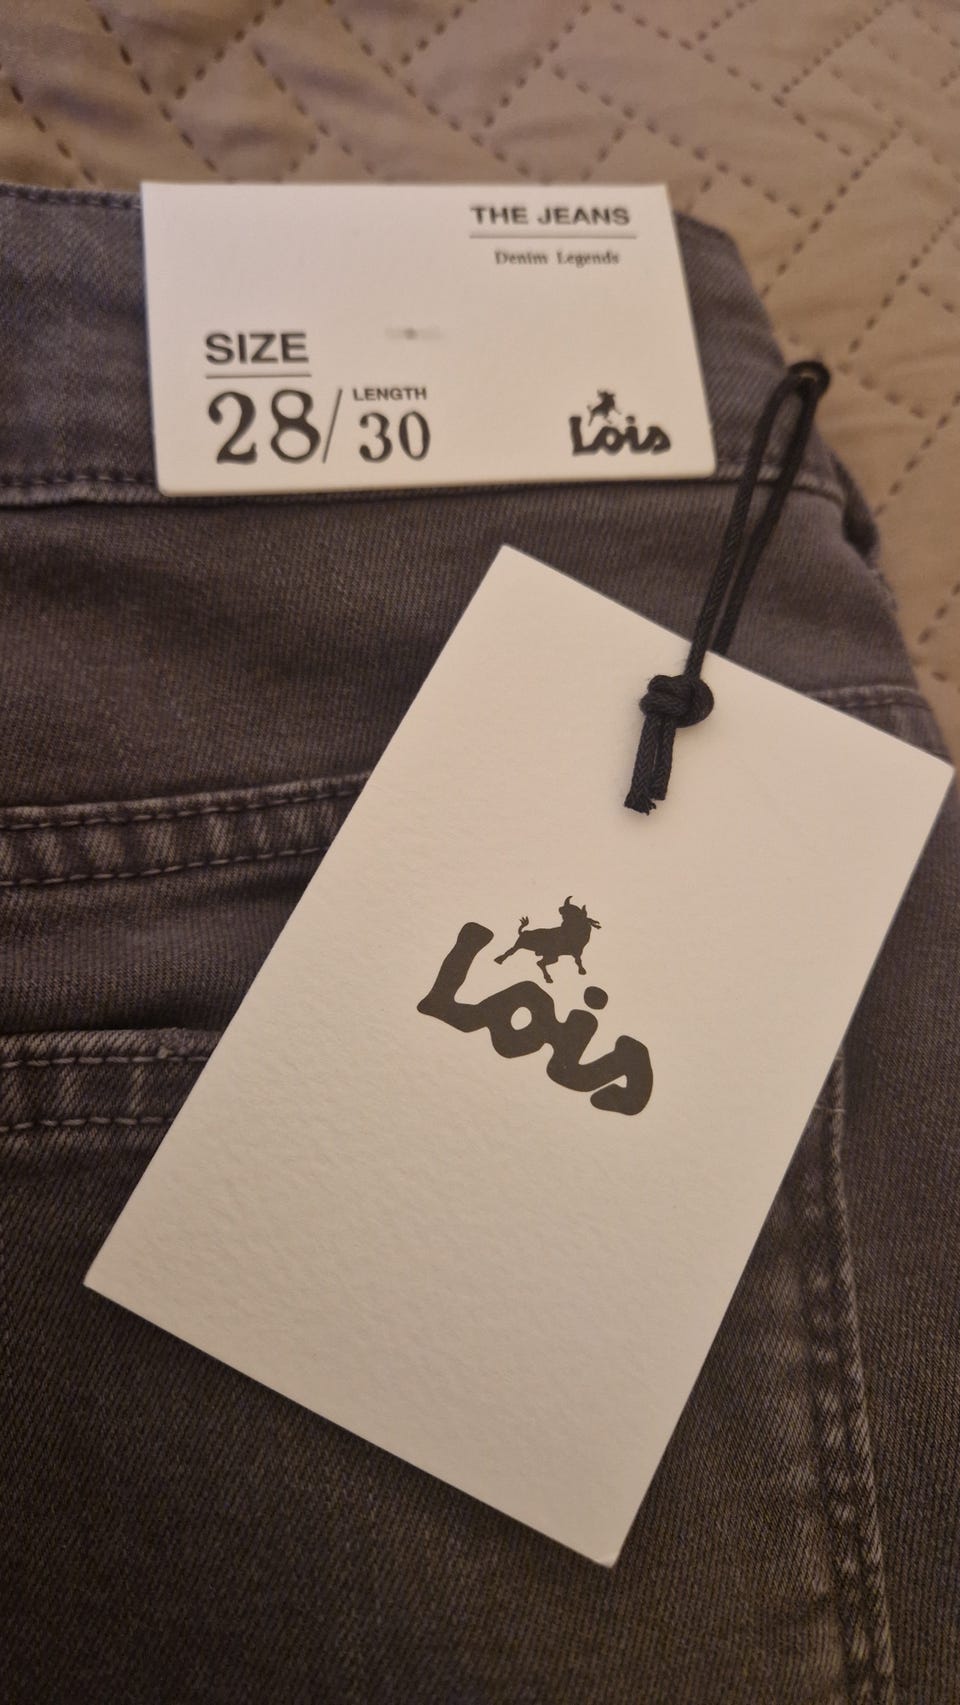 THE JEANS
Denim Legends
SIZE
28/
LENGTH
30
Lois
Lois